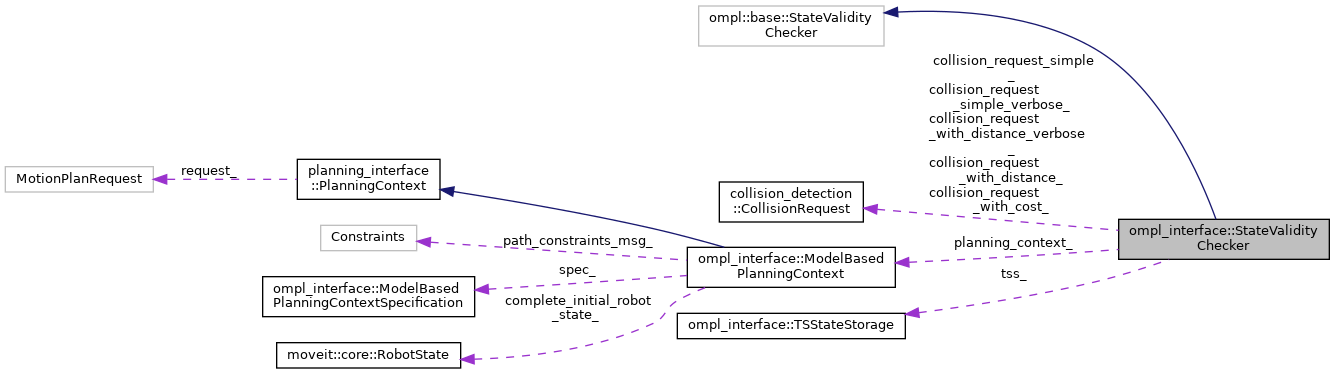 ompl::base::StateValidity
Checker
collision_request_simple
_
collision_request
_simple_verbose_
collision_request
_with_distance_verbose
_
collision_request
_with_distance_
collision_request
_with_cost_
MotionPlanRequest
request_
planning_interface
::PlanningContext
collision_detection
::CollisionRequest
ompl_interface::StateValidity
Checker
Constraints
path_constraints_msg_
planning_context_
ompl_interface::ModelBased
PlanningContext
spec_
tss_
ompl_interface::ModelBased
PlanningContextSpecification
complete_initial_robot
_state_
ompl_interface::TSStateStorage
moveit::core::RobotState